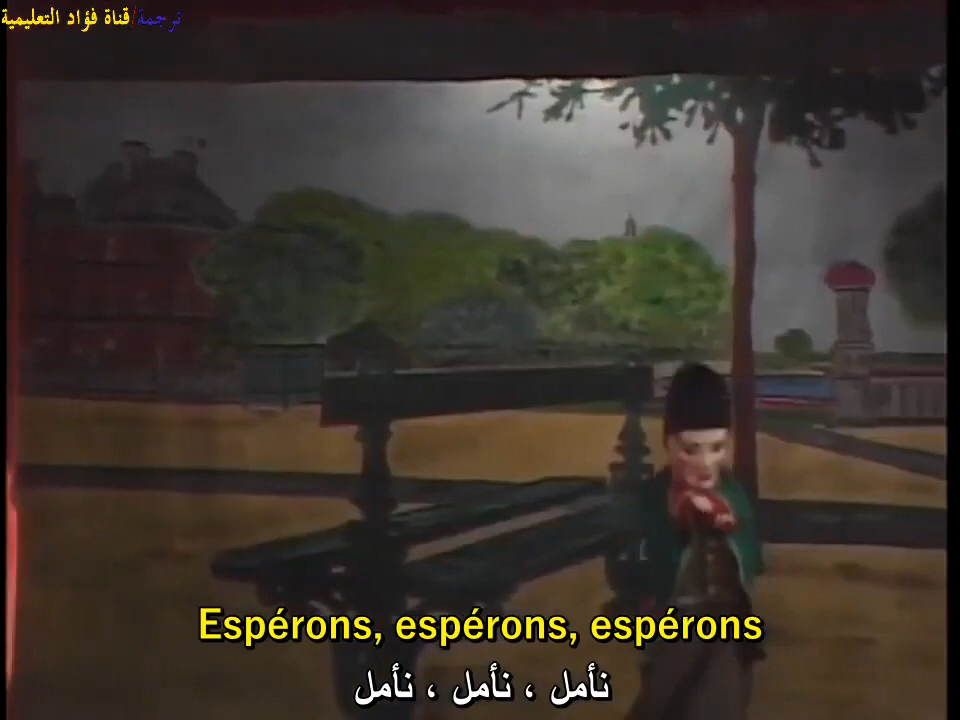 ترجمة/قناة فؤاد التعليمية
Espérons, espérons, espérons
نأمل ، نأمل ، نأمل